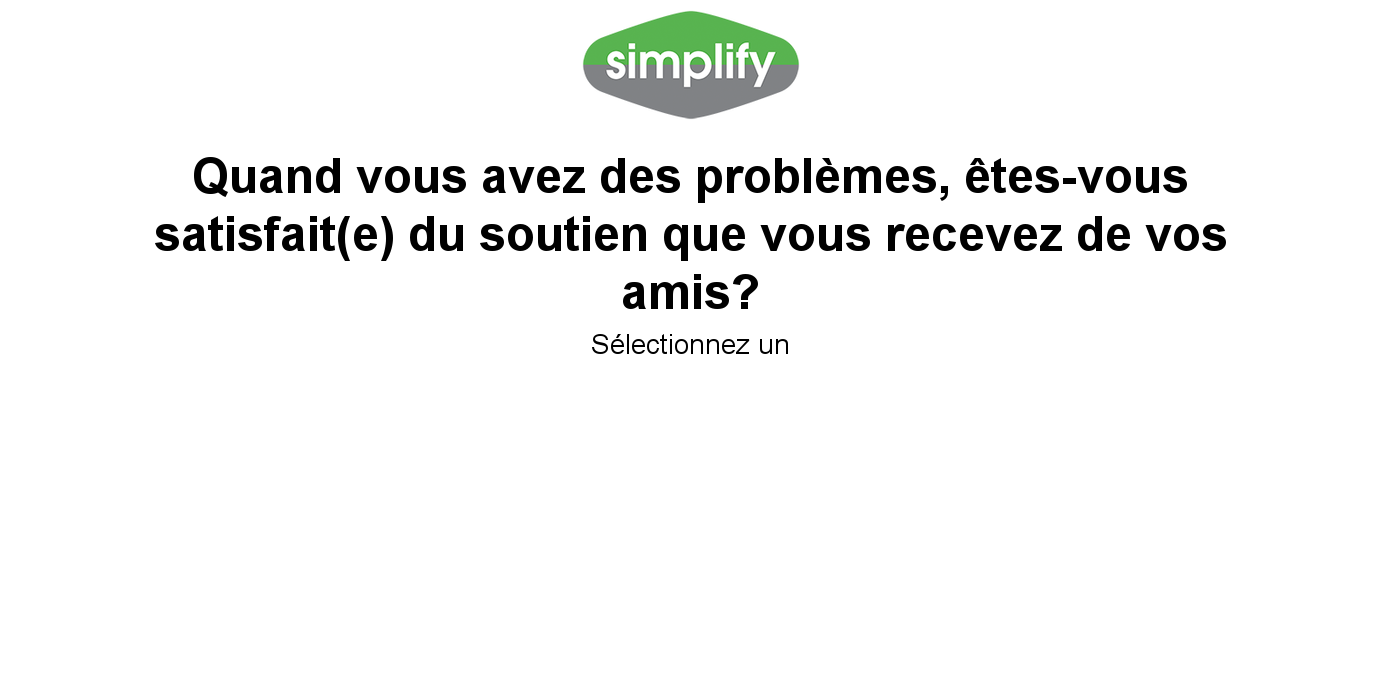 simplify
Quand vous avez des problèmes, êtes-vous
satisfait(e) du soutien que vous recevez de vos
amis?
Sélectionnez un